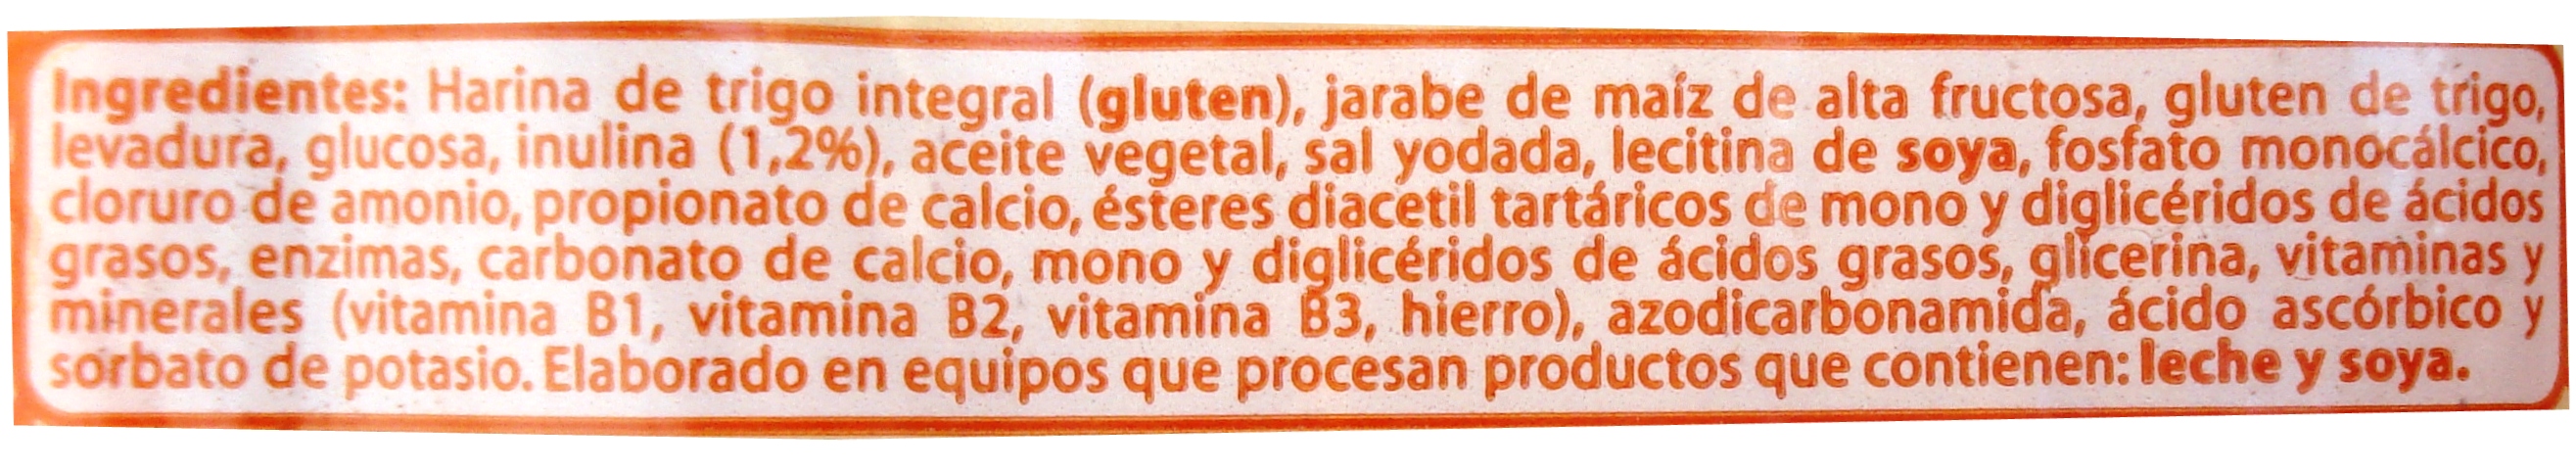 Ingredientes: Harina de trigo integral (gluten), jarabe de maíz de alta fructosa, gluten de trigo,
levadura, glucosa, inulina (1,2%), aceite vegetal, sal yodada, lecitina de soya, fosfato monocálcico,
cloruro de amonio, propionato de calcio, ésteres diacetil tartáricos de mono y diglicéridos de ácidos
grasos, enzimas, carbonato de calcio, mono y diglicéridos de ácidos grasos, glicerina, vitaminas y
minerales (vitamina B1, vitamina B2, vitamina B3, hierro), azodicarbonamida, ácido ascórbico y
sorbato de potasio. Elaborado en equipos que procesan productos que contienen: leche y soya.